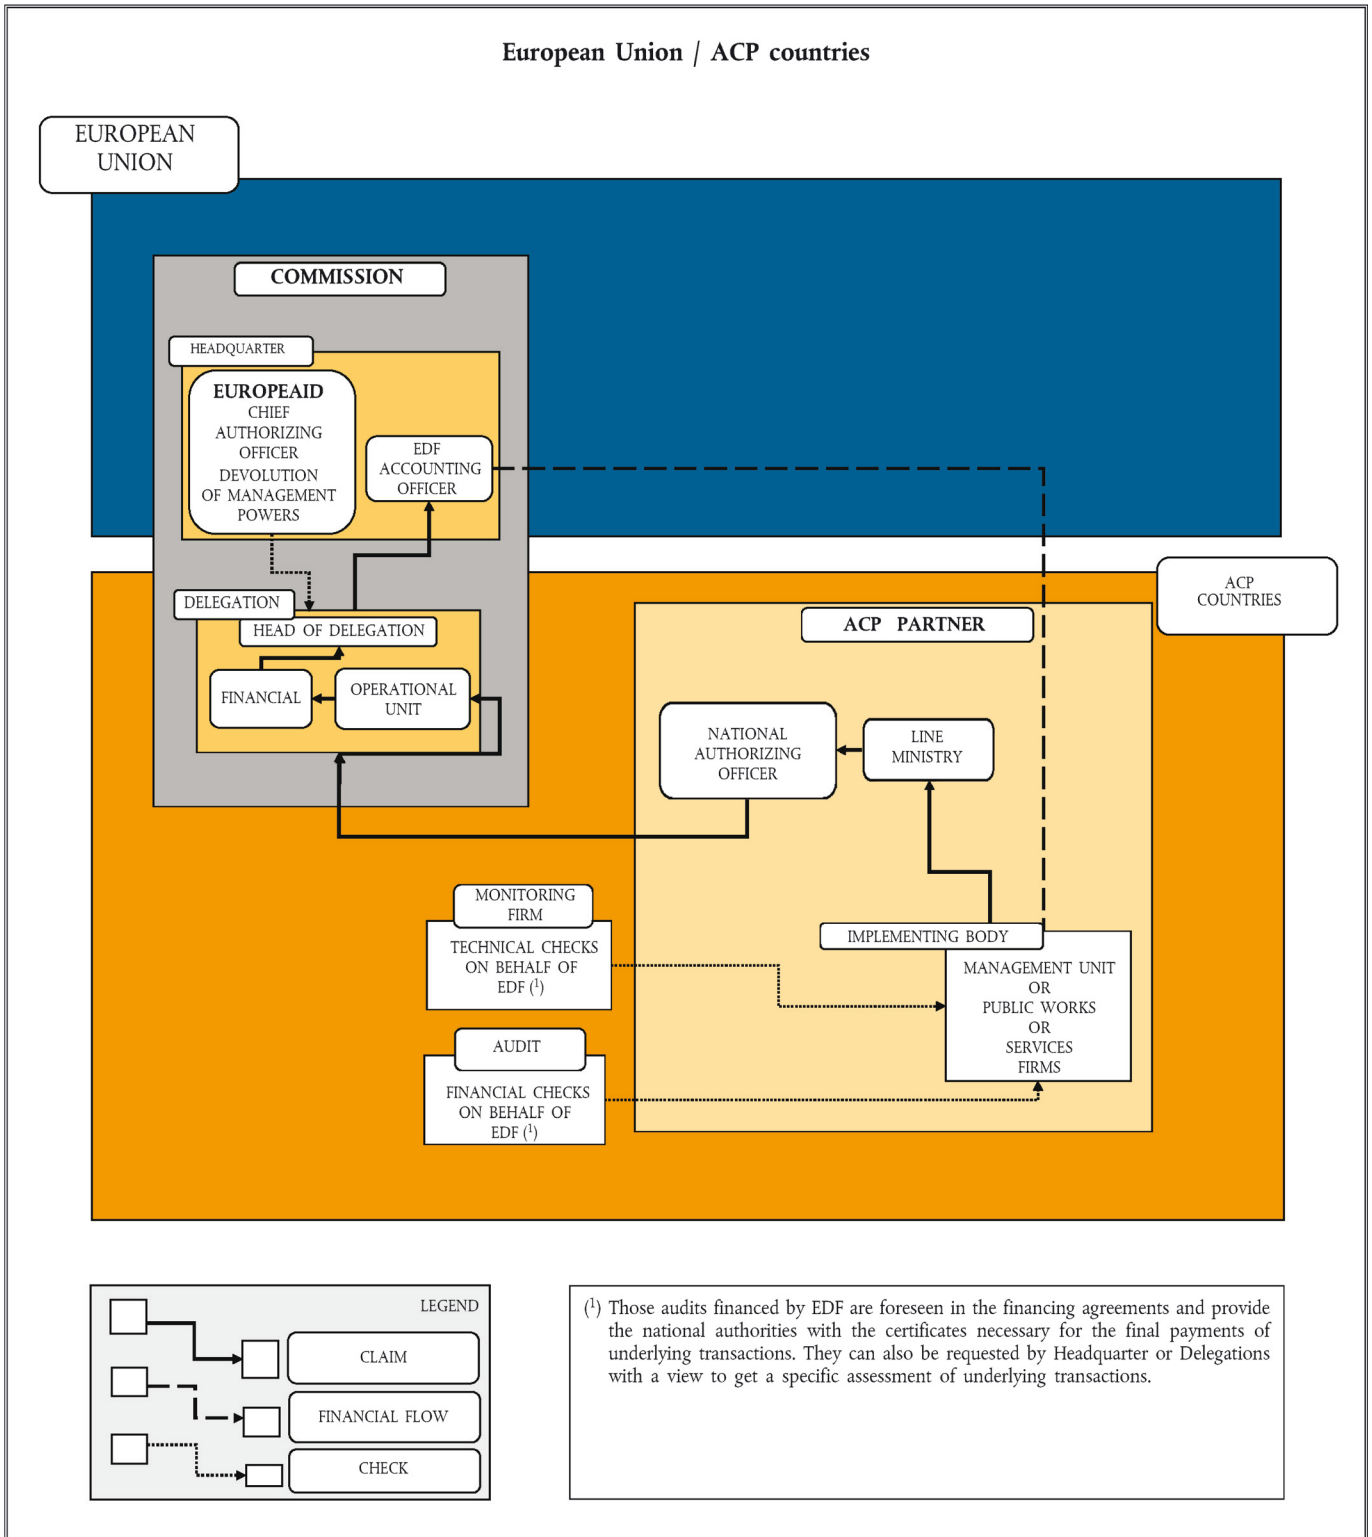 European Union / ACP countries
EUROPEAN
UNION
COMMISSION
HEADQUARTER
EUROPEAID
CHIEF
AUTHORIZING
OFFICER
DEVOLUTION
OF MANAGEMENT
POWERS
EDF
ACCOUNTING
OFFICER
ACP
COUNTRIES
DELEGATION
HEAD OF DELEGATION
FINANCIAL
OPERATIONAL
UNIT
ACP PARTNER
NATIONAL
AUTHORIZING
OFFICER
LINE
MINISTRY
MONITORING
FIRM
TECHNICAL CHECKS
ON BEHALF OF
EDF (¹)
IMPLEMENTING BODY
MANAGEMENT UNIT
OR
PUBLIC WORKS
OR
SERVICES
FIRMS
AUDIT
FINANCIAL CHECKS
ON BEHALF OF
EDF (¹)
LEGEND
CLAIM
FINANCIAL FLOW
CHECK
(¹) Those audits financed by EDF are foreseen in the financing agreements and provide
the national authorities with the certificates necessary for the final payments of
underlying transactions. They can also be requested by Headquarter or Delegations
with a view to get a specific assessment of underlying transactions.